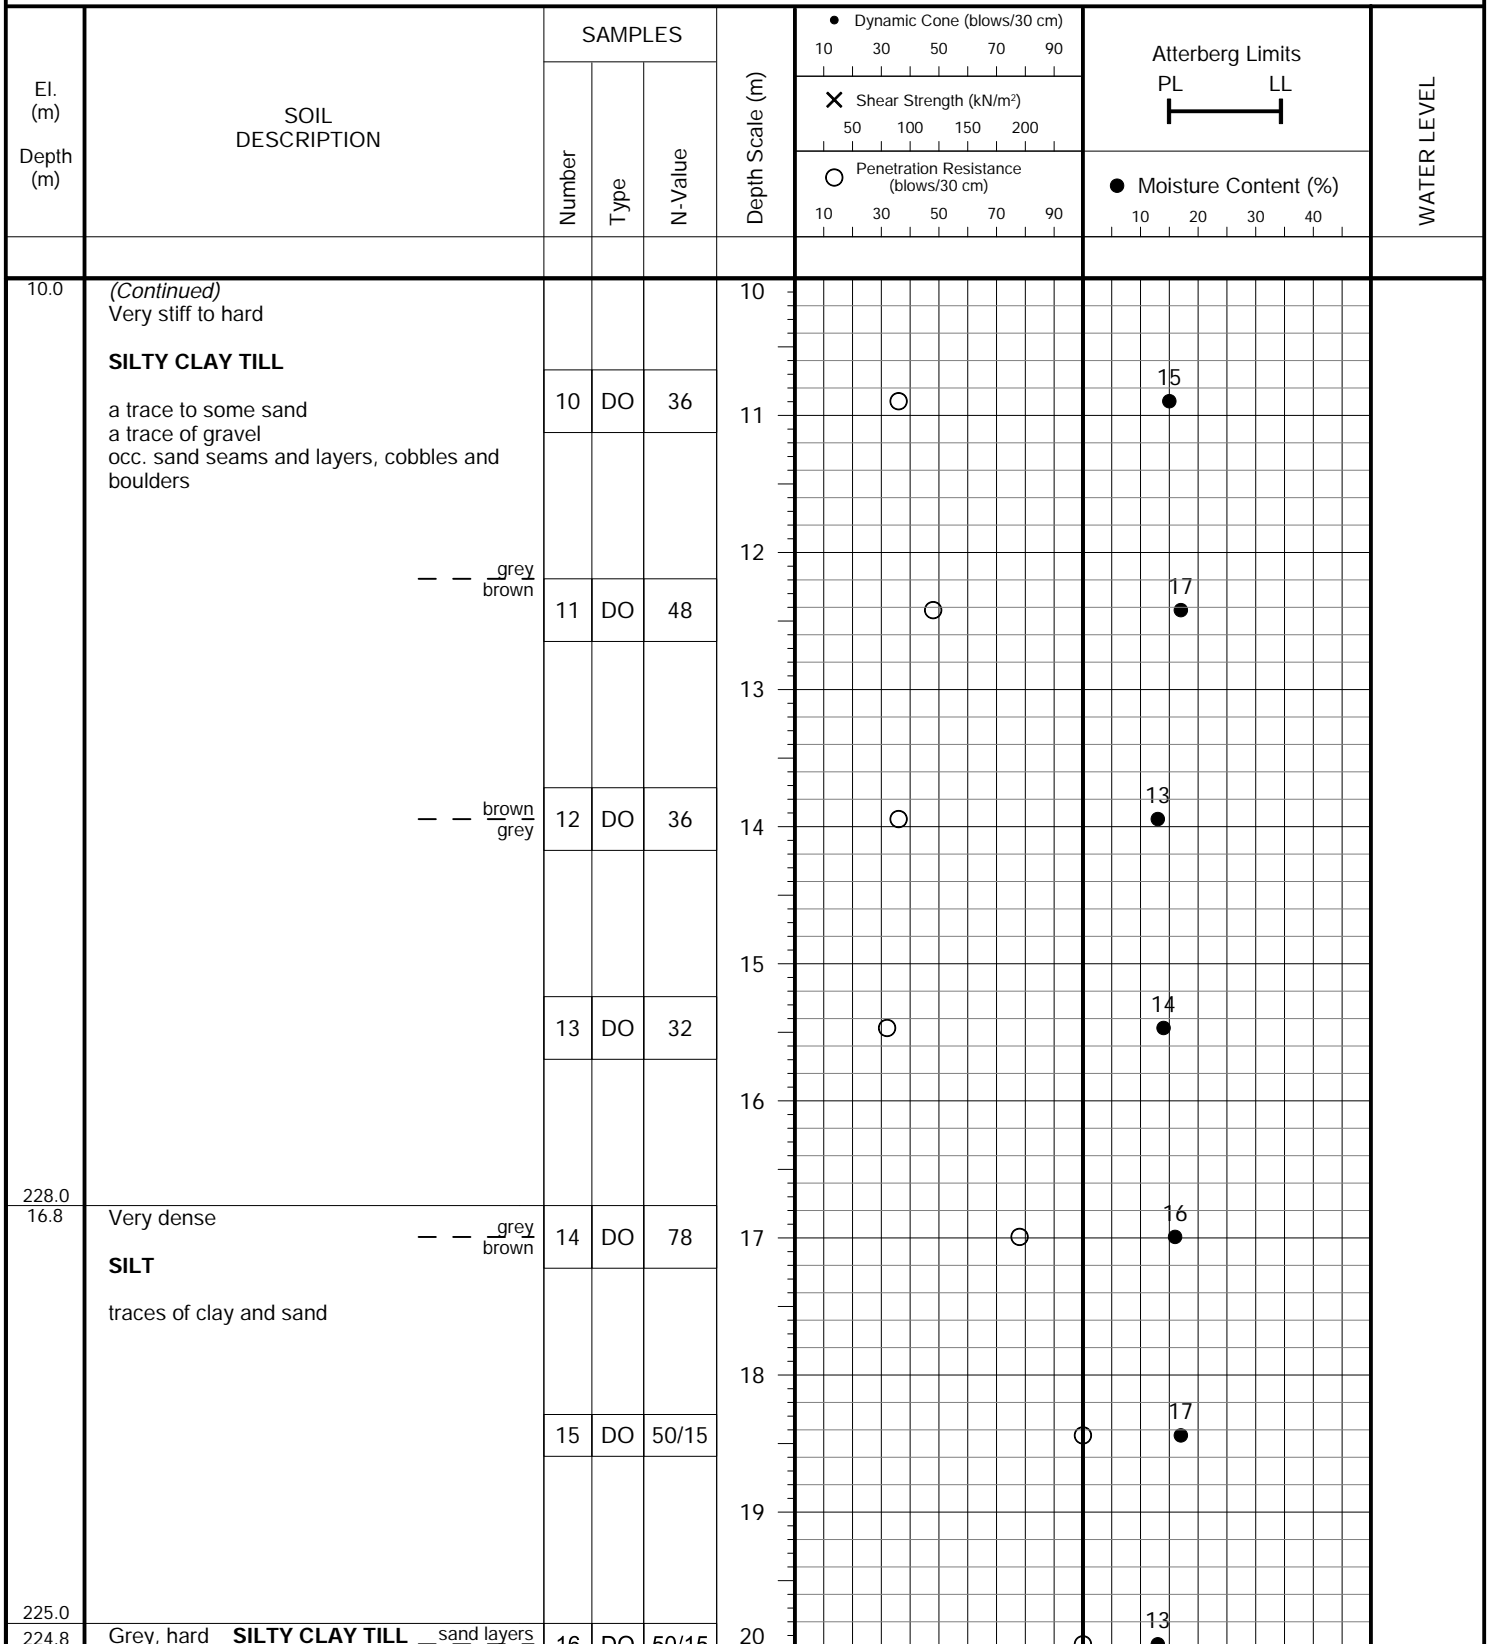 SAMPLES
El.
(m)
Depth
(m)
SOIL
DESCRIPTION
Number
Type
N-Value
Depth Scale (m)
Dynamic Cone (blows/30 cm)
10 30 50 70 90
Shear Strength (kN/m²)
50 100 150 200
Penetration Resistance
(blows/30 cm)
10 30 50 70 90
Atterberg Limits
PL LL
Moisture Content (%)
10 20 30 40
WATER LEVEL
10.0
(Continued)
Very stiff to hard
SILTY CLAY TILL
a trace to some sand
a trace of gravel
occ. sand seams and layers, cobbles and
boulders
10
15
10 DO 36
11
12
grey
brown
17
11 DO 48
13
brown
grey
13
12 DO 36
14
15
14
13 DO 32
16
228.0
16.8
Very dense
SILT
traces of clay and sand
grey
brown
16
14 DO 78
17
18
17
15 DO 50/15
19
225.0
224.8
Grey, hard SILTY CLAY TILL sand layers
13
16 DO 50/15
20